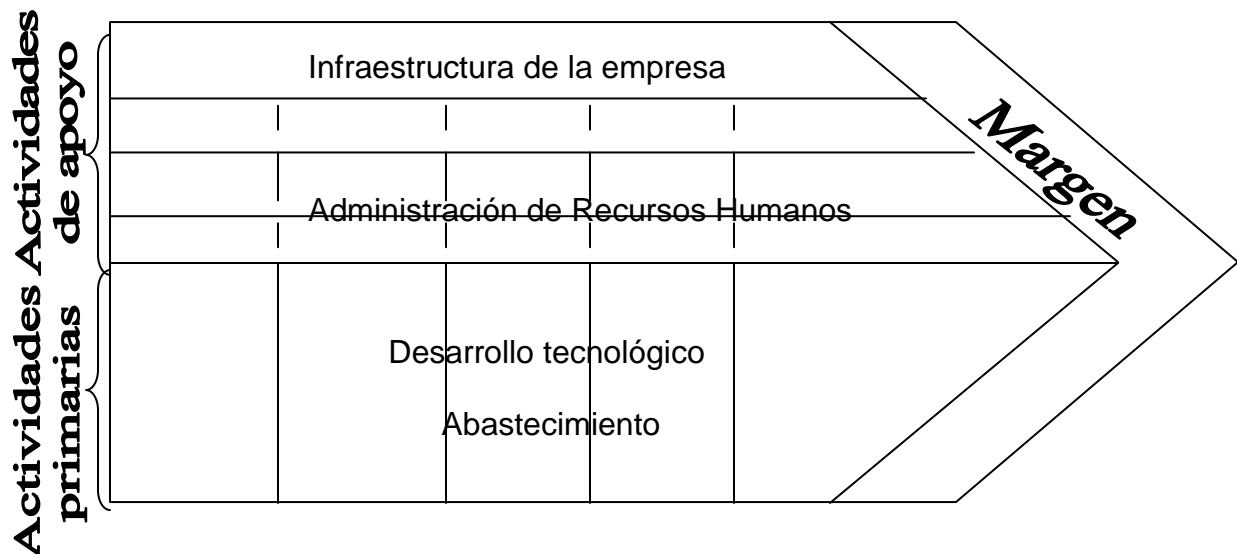 Actividades
de apoyo
Infraestructura de la empresa
Administración de Recursos Humanos
Margen
Actividades
primarias
Desarrollo tecnológico
Abastecimiento